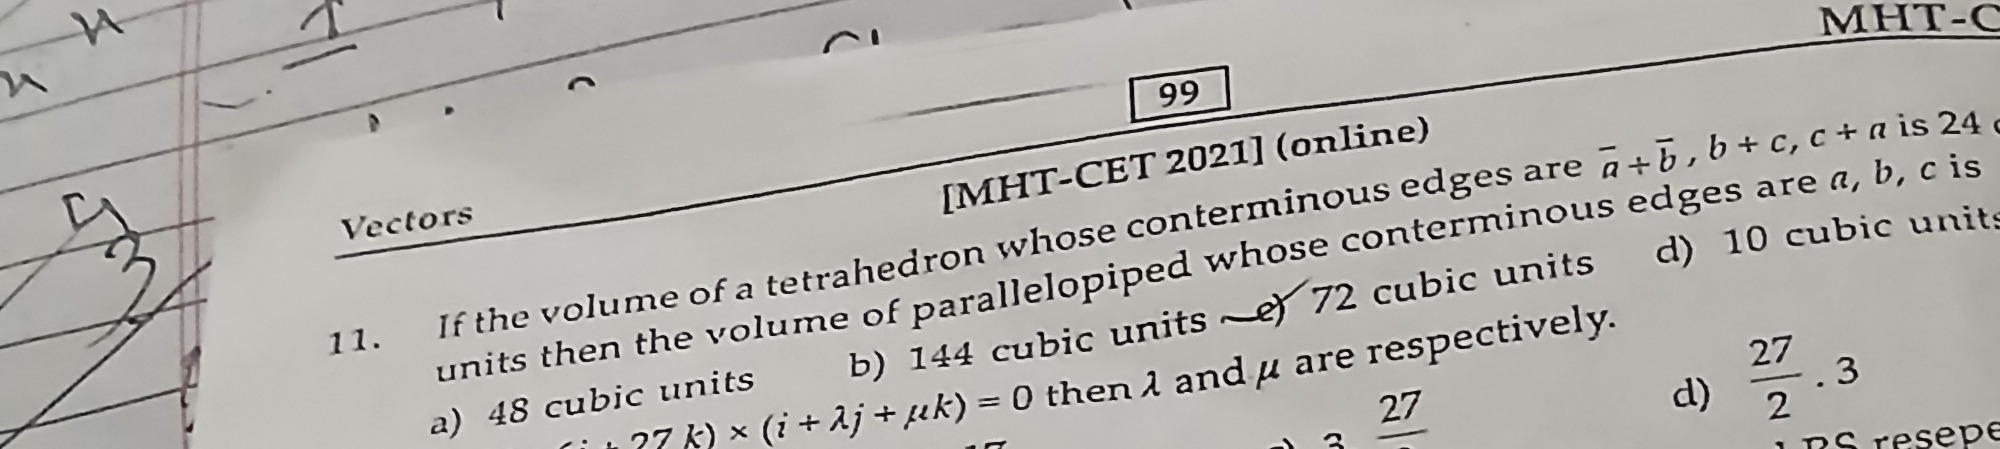 MHT-C
99
Vectors
[MHT-CET 2021] (online)
11. If the volume of a tetrahedron whose conterminous edges are a̅ + b̅, b + c, c + a is 24
units then the volume of parallelopiped whose conterminous edges are a, b, c is
a) 48 cubic units b) 144 cubic units c) 72 cubic units d) 10 cubic units
27 k) × (i + λj + μk) = 0 then λ and μ are respectively.
3 27 d) 27/2 . 3